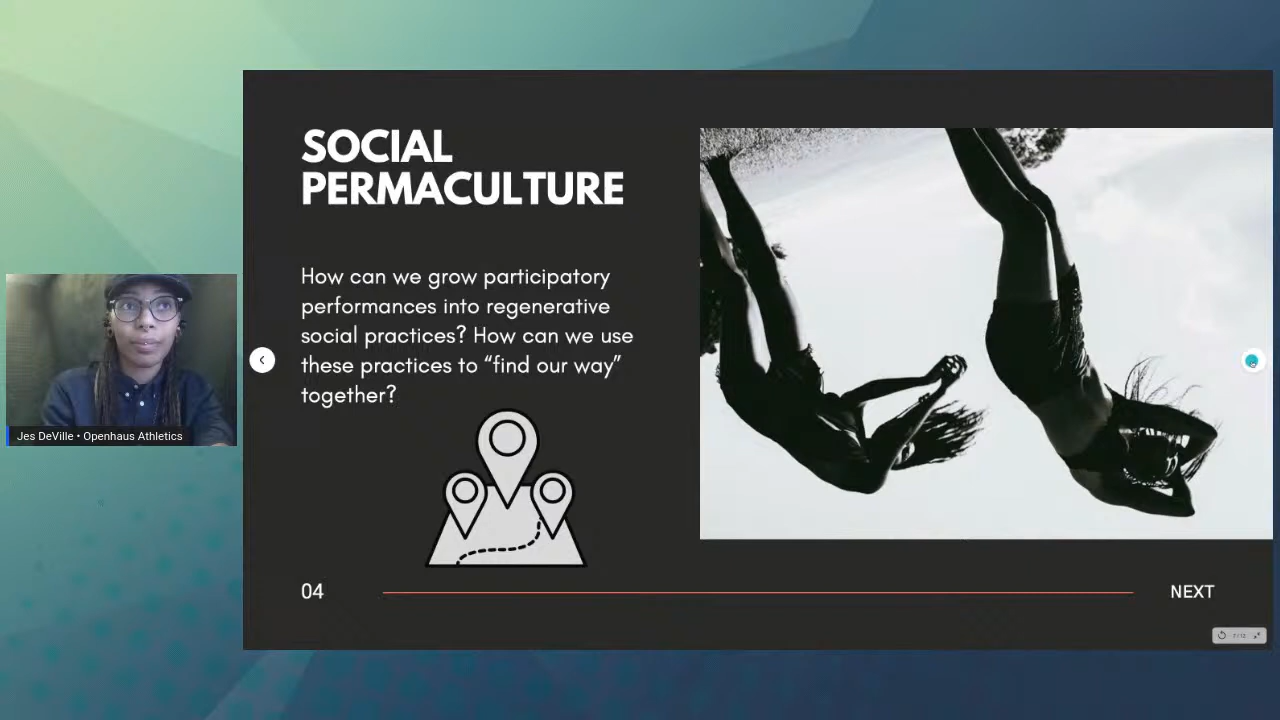 SOCIAL
PERMACULTURE
How can we grow participatory
performances into regenerative
social practices? How can we use
these practices to “find our way”
together?
Jes DeVille • Openhaus Athletics
04
NEXT